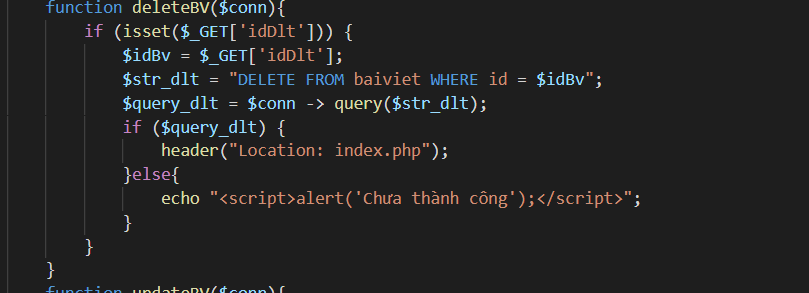 function deleteBV($conn){
if (isset($_GET['idDlt'])) {
$idBv = $_GET['idDlt'];
$str_dlt = "DELETE FROM baiviet WHERE id = $idBv";
$query_dlt = $conn -> query($str_dlt);
if ($query_dlt) {
header("Location: index.php");
}else{
echo "<script>alert('Chưa thành công');</script>";
}
}
}
function updateBV($conn){